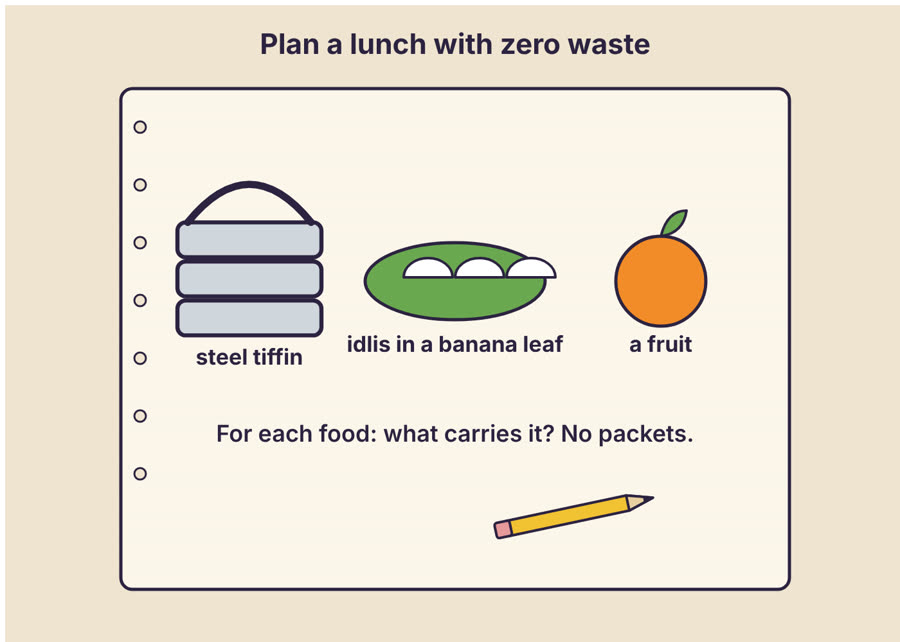 Plan a lunch with zero waste
steel tiffin
idlis in a banana leaf
a fruit
For each food: what carries it? No packets.